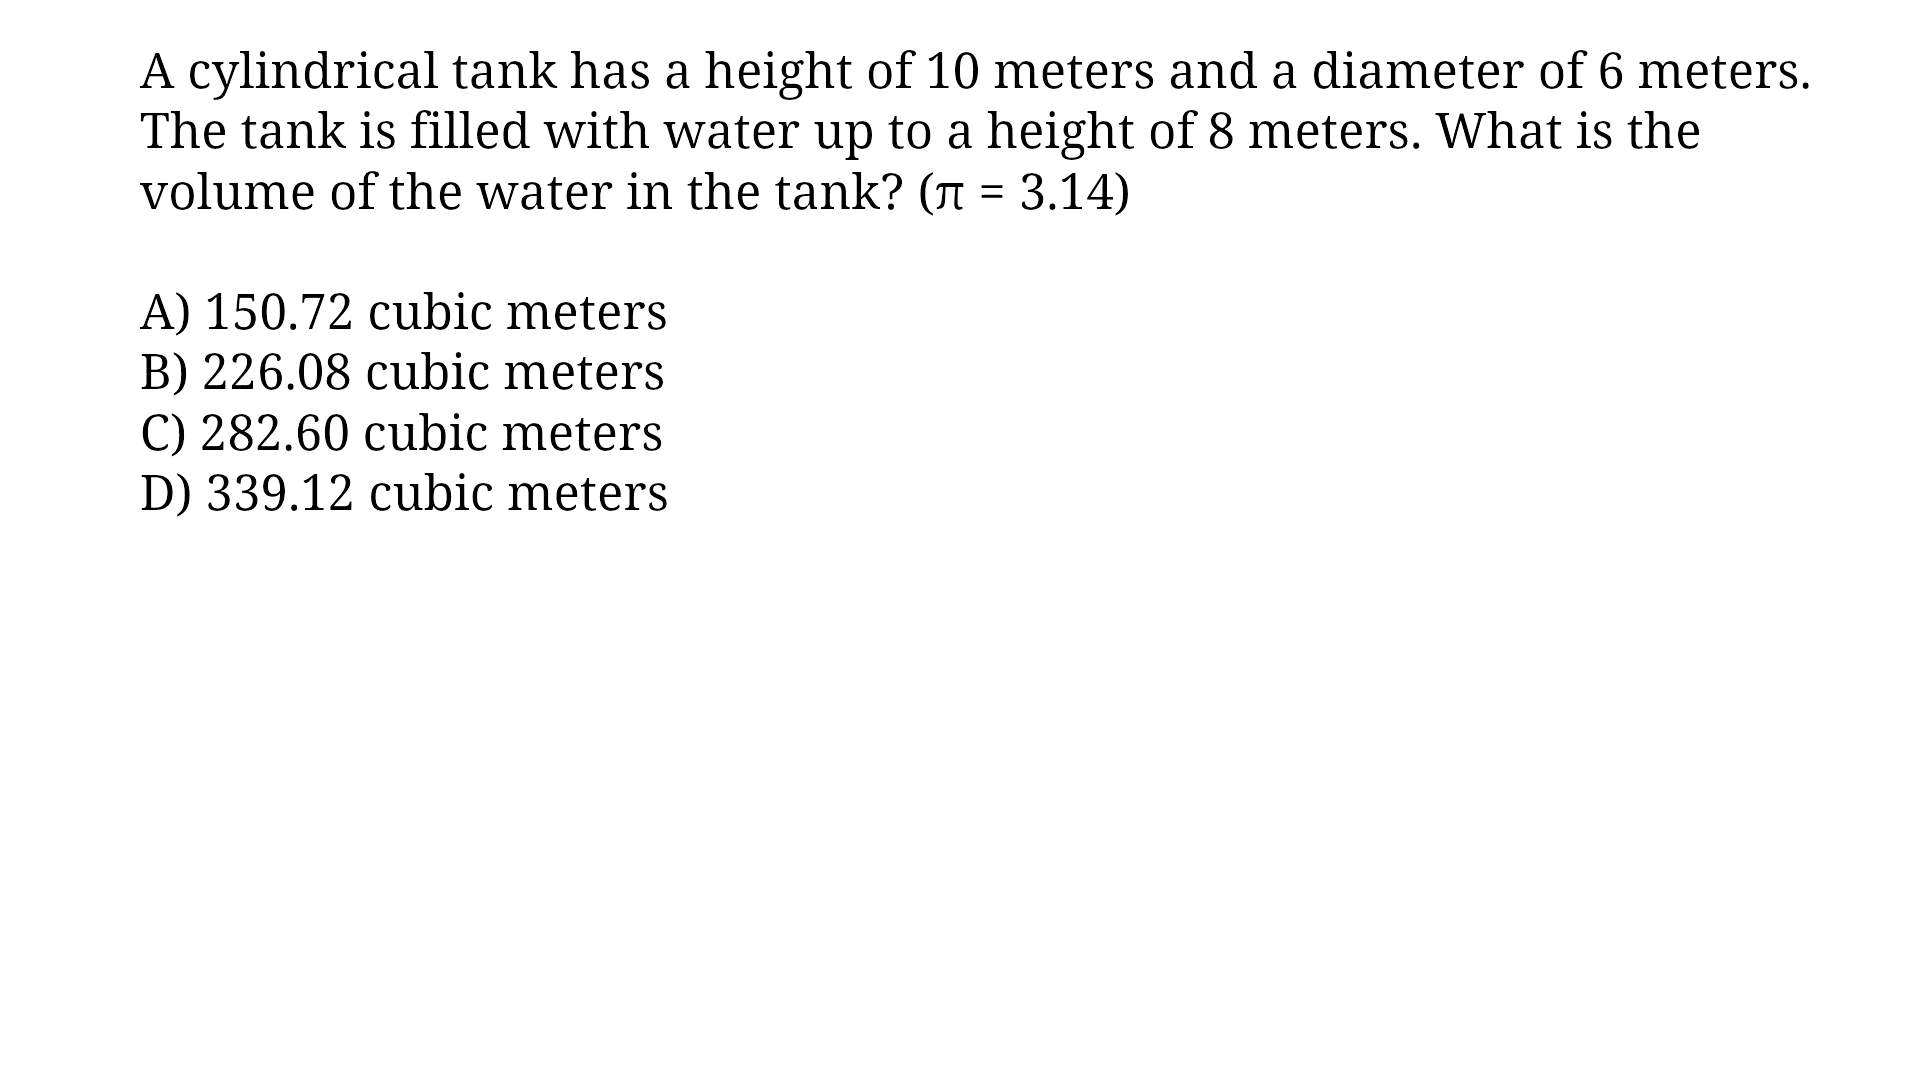 A cylindrical tank has a height of 10 meters and a diameter of 6 meters.
The tank is filled with water up to a height of 8 meters. What is the
volume of the water in the tank? (π = 3.14)
A) 150.72 cubic meters
B) 226.08 cubic meters
C) 282.60 cubic meters
D) 339.12 cubic meters